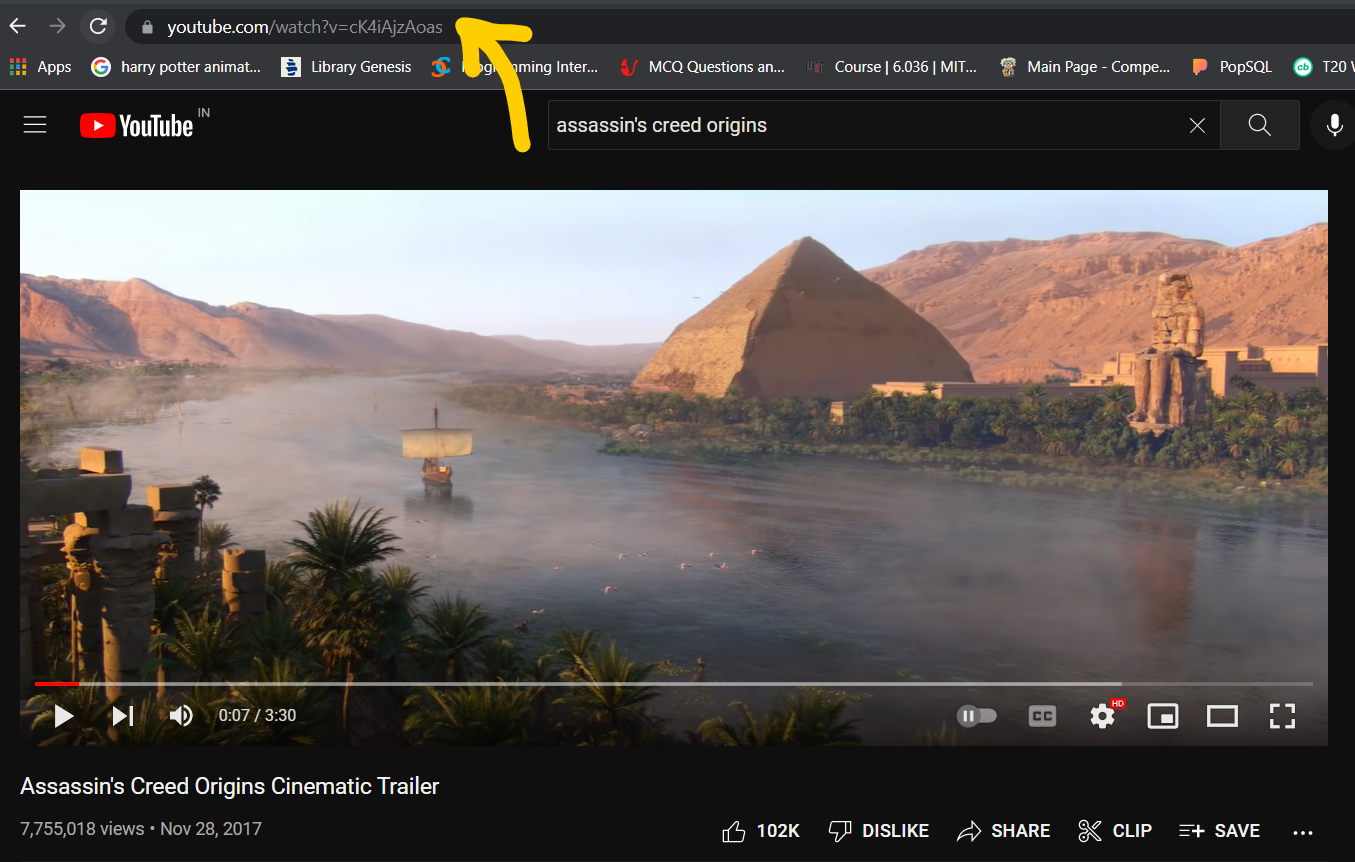 youtube.com/watch?v=cK4iAjzAoas
Apps harry potter animat... Library Genesis Inter... MCQ Questions an... Course | 6.036 | MIT... Main Page - Compe... PopSQL cb T20
YouTube IN assassin's creed origins
0:07 / 3:30 CC HD
Assassin's Creed Origins Cinematic Trailer
7,755,018 views • Nov 28, 2017 102K DISLIKE SHARE CLIP SAVE ...